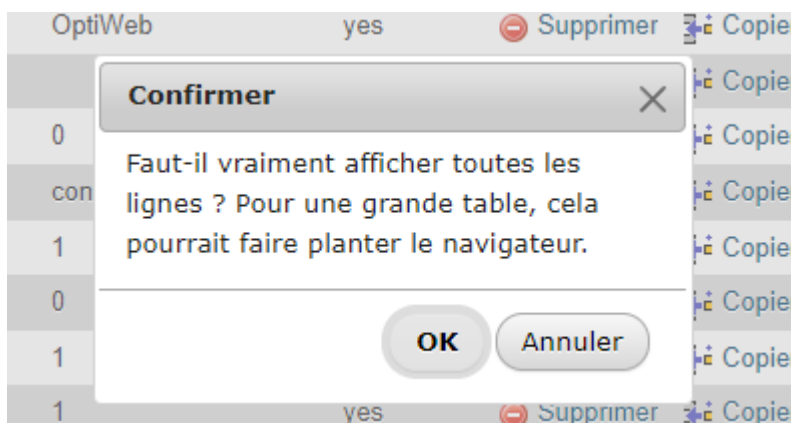 OptiWeb yes Supprimer Copie
Copie
Confirmer
0 Copie
Faut-il vraiment afficher toutes les
lignes ? Pour une grande table, cela
pourrait faire planter le navigateur.
con Copie
1 Copie
0 Copie
OK Annuler
1 Copie
1 yes Supprimer Copie